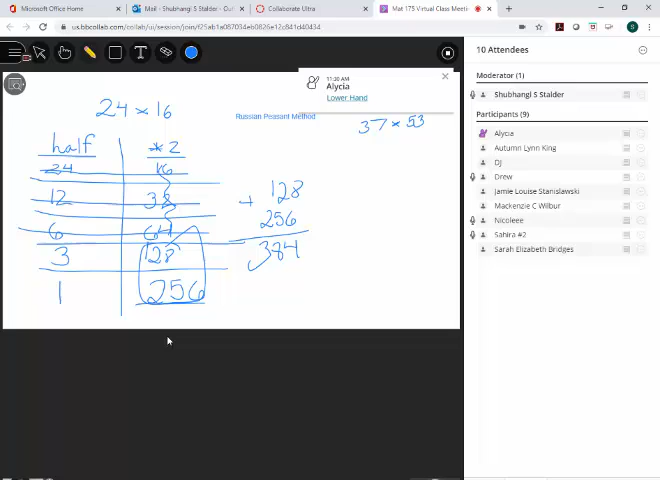 Microsoft Office Home
Mail - Shubhangi S Stalder - Out
Collaborate Ultra
Mat 175 Virtual Class Meeti
us.bbcollab.com/collab/ui/session/join/f25ab1a087034eb0826e12c841d40434
10 Attendees
Moderator (1)
Shubhangi S Stalder
Participants (9)
Alycia
Autumn Lynn King
DJ
Drew
Jamie Louise Stanislawski
Mackenzie C Wilbur
Nicoleee
Sahira #2
Sarah Elizabeth Bridges
11:30 AM
Alycia
Lower Hand
24 × 16
Russian Peasant Method
37 × 53
half * 2
24 16
12 32
6 64
3 128
1 256
+ 128
256
384